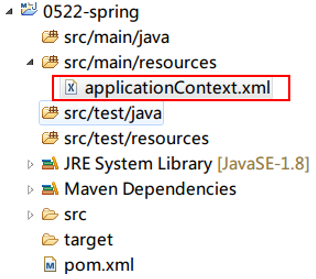 0522-spring
src/main/java
src/main/resources
applicationContext.xml
src/test/java
src/test/resources
JRE System Library [JavaSE-1.8]
Maven Dependencies
src
target
pom.xml